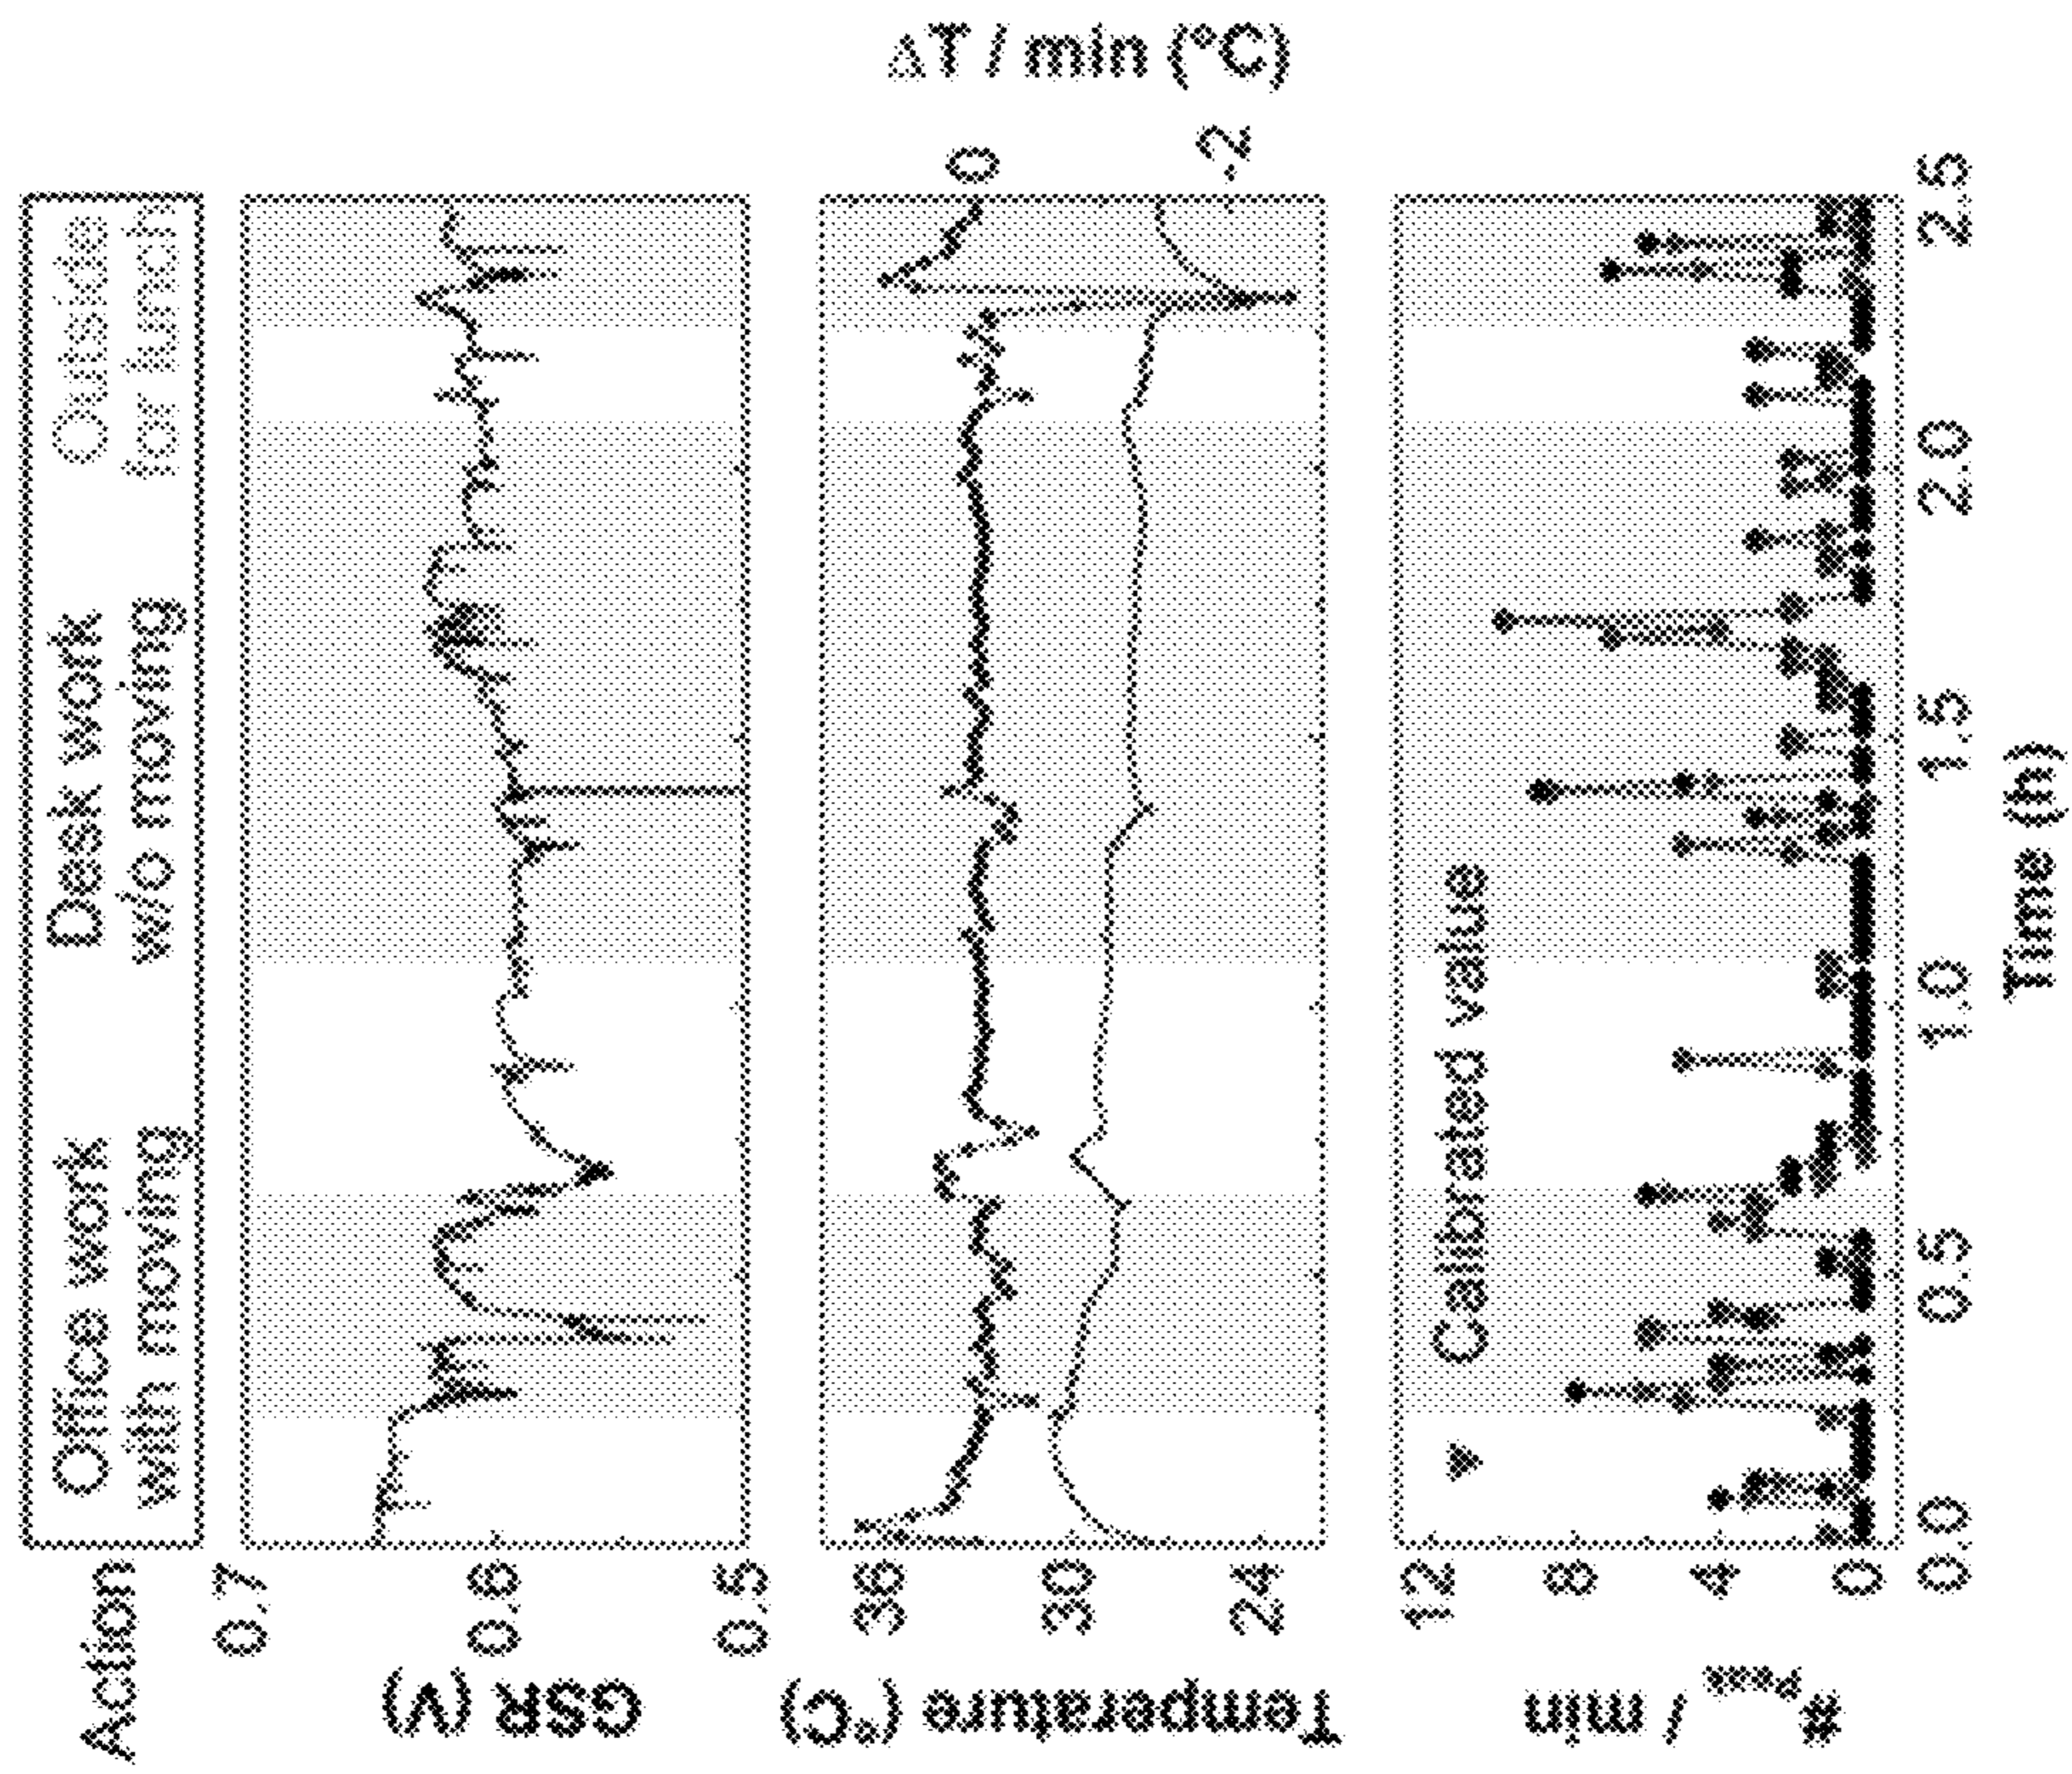 Action
Office work
with moving
Desk work
w/o moving
Outside
for lunch
GSR (V)
0.7
0.6
0.5
Temperature (°C)
36
30
24
ΔT / min (°C)
0
-2
#Peak / min
12
8
4
0
▼ Calibrated value
0.0
0.5
1.0
1.5
2.0
2.5
Time (h)